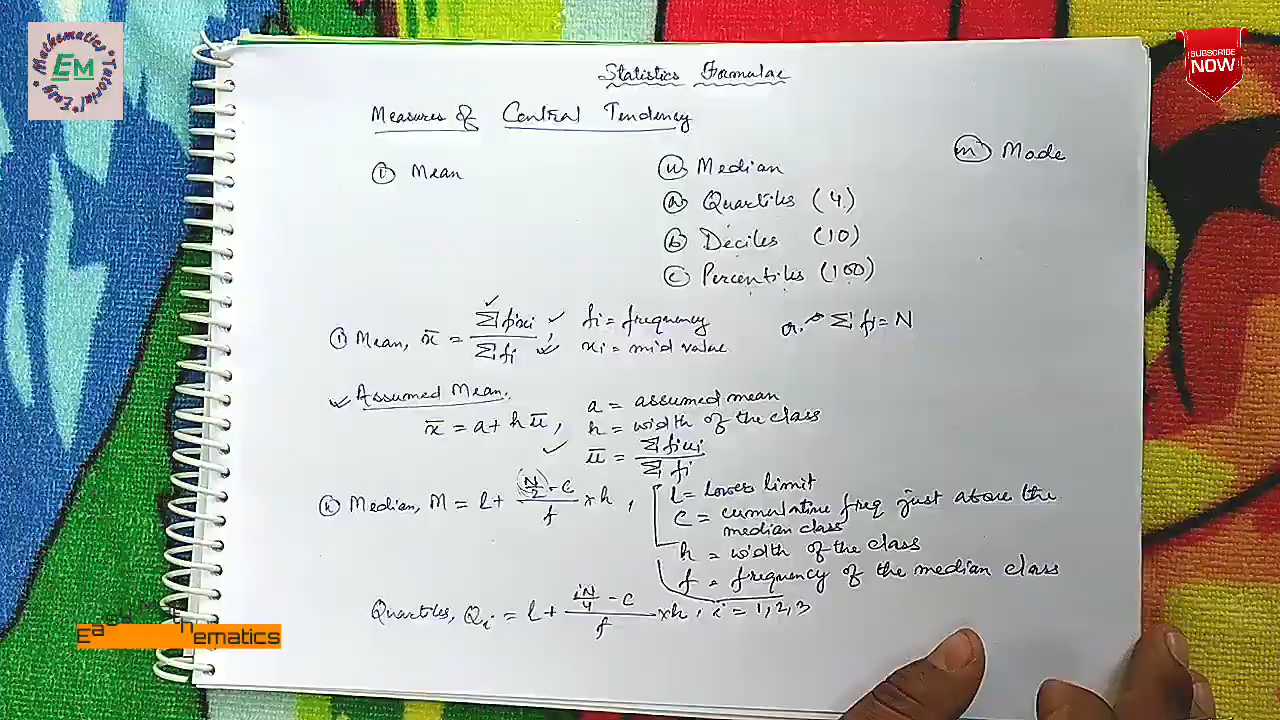 Mathematics Tutorial Easy
EM
SUBSCRIBE
NOW
Statistics Formulae
Measures of Central Tendency
(i) Mean
(ii) Median
(iii) Mode
(a) Quartiles (4)
(b) Deciles (10)
(c) Percentiles (100)
(i) Mean, x̄ = Σfixi / Σfi , fi = frequency
xi = mid value
or, → Σfi = N
✓ Assumed Mean.
x̄ = a + hū, a = assumed mean
h = width of the class
ū = Σfiui / Σfi
(ii) Median, M = l + (N/2 - C)/f × h,
l = lower limit
C = cumulative freq just above the
median class
h = width of the class
f = frequency of the median class
Quartiles, Qi = l + (iN/4 - C)/f × h, i = 1, 2, 3
Easy Mathematics